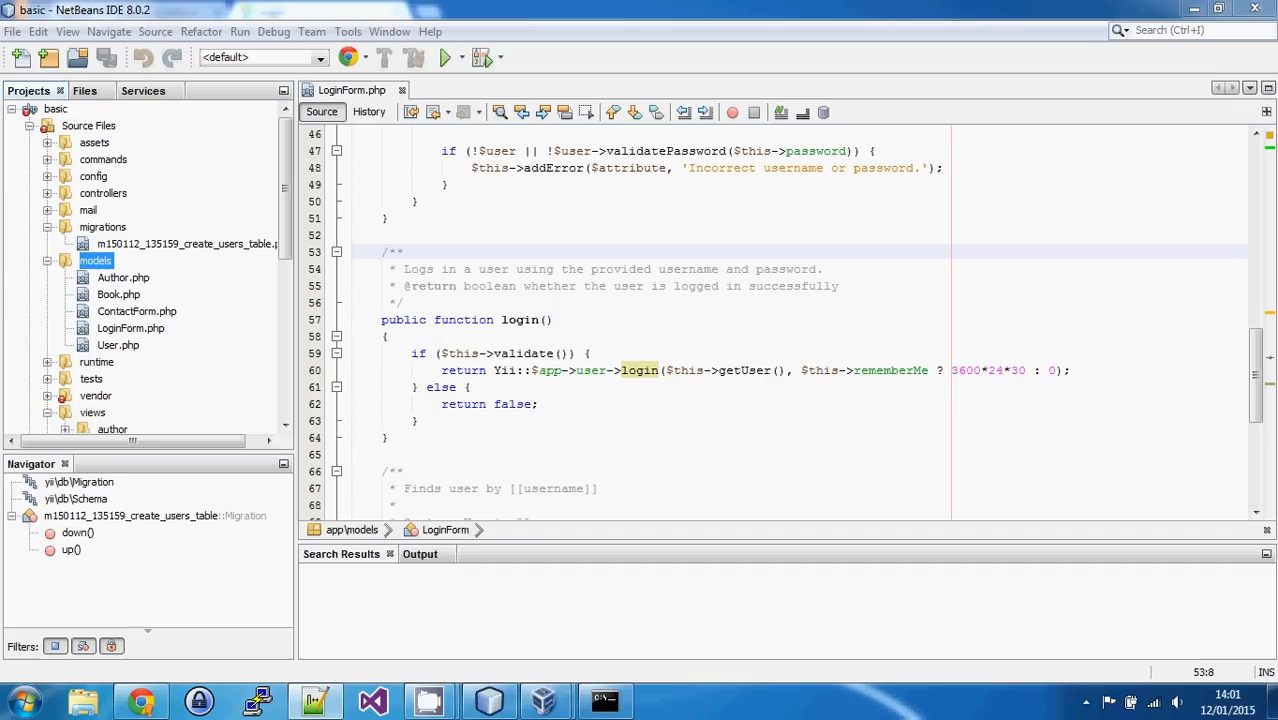 basic - NetBeans IDE 8.0.2
File Edit View Navigate Source Refactor Run Debug Team Tools Window Help
Search (Ctrl+I)
<default>
Projects Files Services
LoginForm.php
Source History
basic
Source Files
assets
commands
config
controllers
mail
migrations
m150112_135159_create_users_table.p
models
Author.php
Book.php
ContactForm.php
LoginForm.php
User.php
runtime
tests
vendor
views
author
46
47 if (!$user || !$user->validatePassword($this->password)) {
48 $this->addError($attribute, 'Incorrect username or password.');
49 }
50 }
51 }
52
53 /**
54 * Logs in a user using the provided username and password.
55 * @return boolean whether the user is logged in successfully
56 */
57 public function login()
58 {
59 if ($this->validate()) {
60 return Yii::$app->user->login($this->getUser(), $this->rememberMe ? 3600*24*30 : 0);
61 } else {
62 return false;
63 }
64 }
65
66 /**
67 * Finds user by [[username]]
68 *
app\models LoginForm
Navigator
yii\db\Migration
yii\db\Schema
m150112_135159_create_users_table::Migration
down()
up()
Filters:
Search Results Output
53:8 INS
14:01
12/01/2015